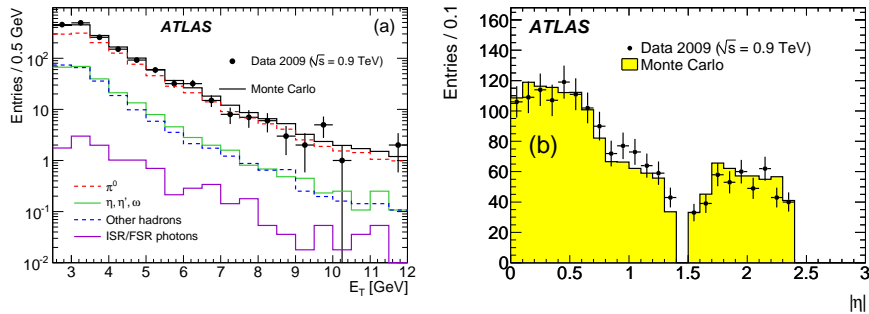 ATLAS
(a)
Entries / 0.5 GeV
10²
10
1
10⁻¹
10⁻²
Data 2009 (√s = 0.9 TeV)
Monte Carlo
π⁰
η, η', ω
Other hadrons
ISR/FSR photons
3 4 5 6 7 8 9 10 11 12
E_T [GeV]
ATLAS
Entries / 0.1
160
140
120
100
80
60
40
20
0
Data 2009 (√s = 0.9 TeV)
Monte Carlo
(b)
0 0.5 1 1.5 2 2.5 3
|η|